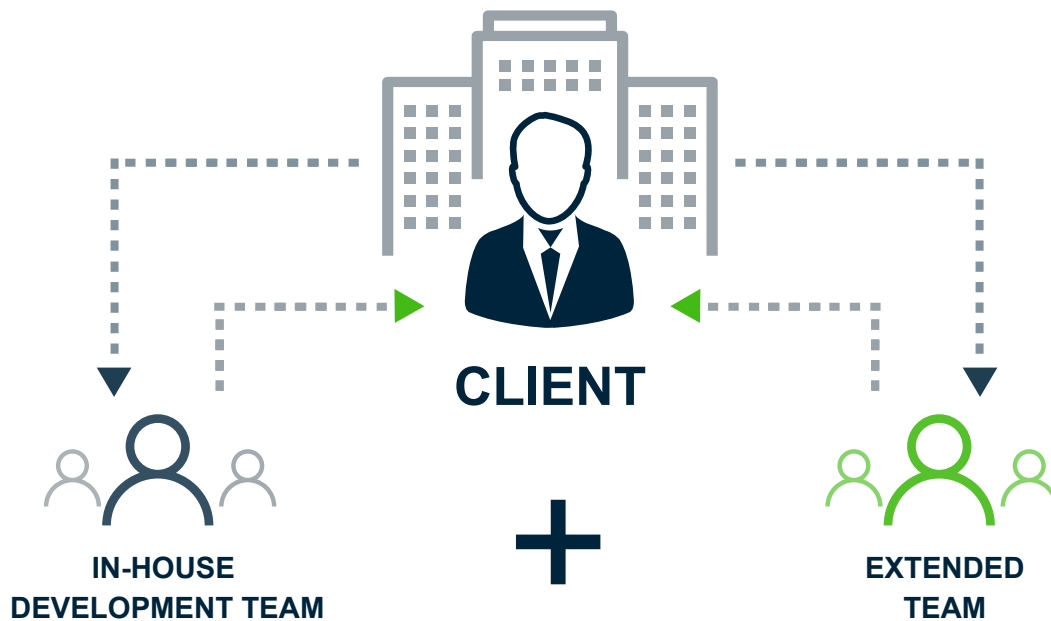 CLIENT
IN-HOUSE
DEVELOPMENT TEAM
EXTENDED
TEAM